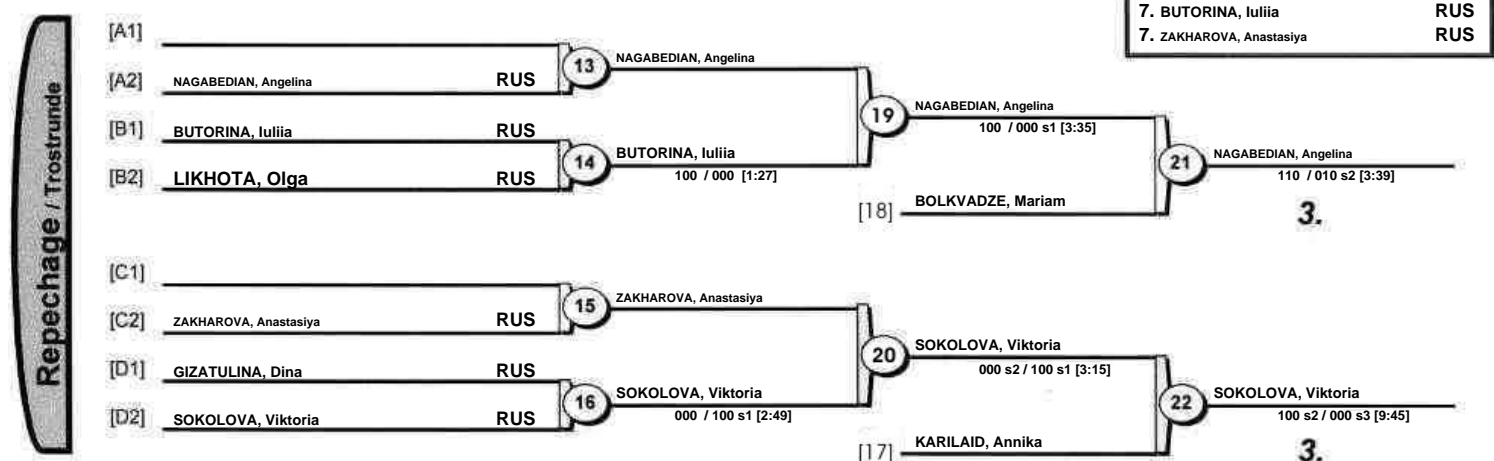 7. BUTORINA, Iuliia RUS
7. ZAKHAROVA, Anastasiya RUS
Repechage / Trostrunde
[A1]
[A2] NAGABEDIAN, Angelina RUS
13 NAGABEDIAN, Angelina
[B1] BUTORINA, Iuliia RUS
[B2] LIKHOTA, Olga RUS
14 BUTORINA, Iuliia
100 / 000 [1:27]
19 NAGABEDIAN, Angelina
100 / 000 s1 [3:35]
[18] BOLKVADZE, Mariam
21 NAGABEDIAN, Angelina
110 / 010 s2 [3:39]
3.
[C1]
[C2] ZAKHAROVA, Anastasiya RUS
15 ZAKHAROVA, Anastasiya
[D1] GIZATULINA, Dina RUS
[D2] SOKOLOVA, Viktoria RUS
16 SOKOLOVA, Viktoria
000 / 100 s1 [2:49]
20 SOKOLOVA, Viktoria
000 s2 / 100 s1 [3:15]
[17] KARILAID, Annika
22 SOKOLOVA, Viktoria
100 s2 / 000 s3 [9:45]
3.